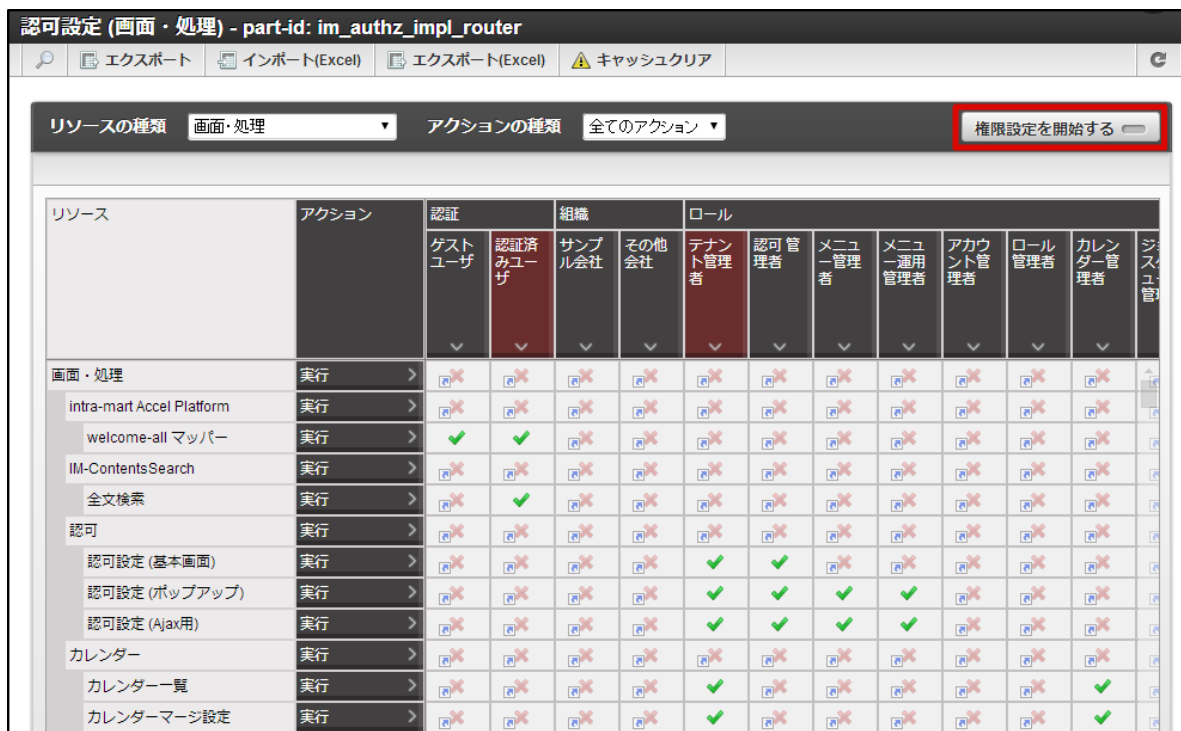 認可設定 (画面・処理) - part-id: im_authz_impl_router
エクスポート インポート(Excel) エクスポート(Excel) キャッシュクリア
リソースの種類 画面・処理 アクションの種類 全てのアクション 権限設定を開始する
リソース アクション 認証 組織 ロール
ゲストユーザ 認証済みユーザ サンプル会社 その他会社 テナント管理者 認可管理者 メニュー管理者 メニュー運用管理者 アカウント管理者 ロール管理者 カレンダー管理者
画面・処理 実行
intra-mart Accel Platform 実行
welcome-all マッパー 実行
IM-ContentsSearch 実行
全文検索 実行
認可 実行
認可設定 (基本画面) 実行
認可設定 (ポップアップ) 実行
認可設定 (Ajax用) 実行
カレンダー 実行
カレンダー一覧 実行
カレンダーマージ設定 実行